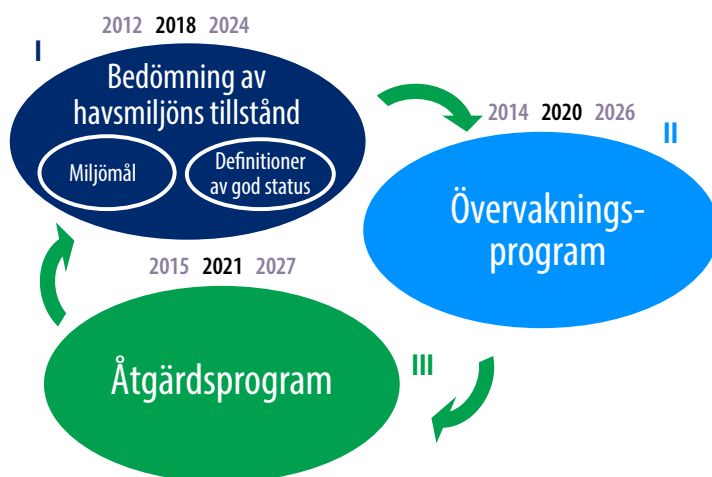 2012 2018 2024
I
Bedömning av
havsmiljöns tillstånd
Miljömål
Definitioner
av god status
2014 2020 2026
II
Övervaknings-
program
2015 2021 2027
Åtgärdsprogram
III